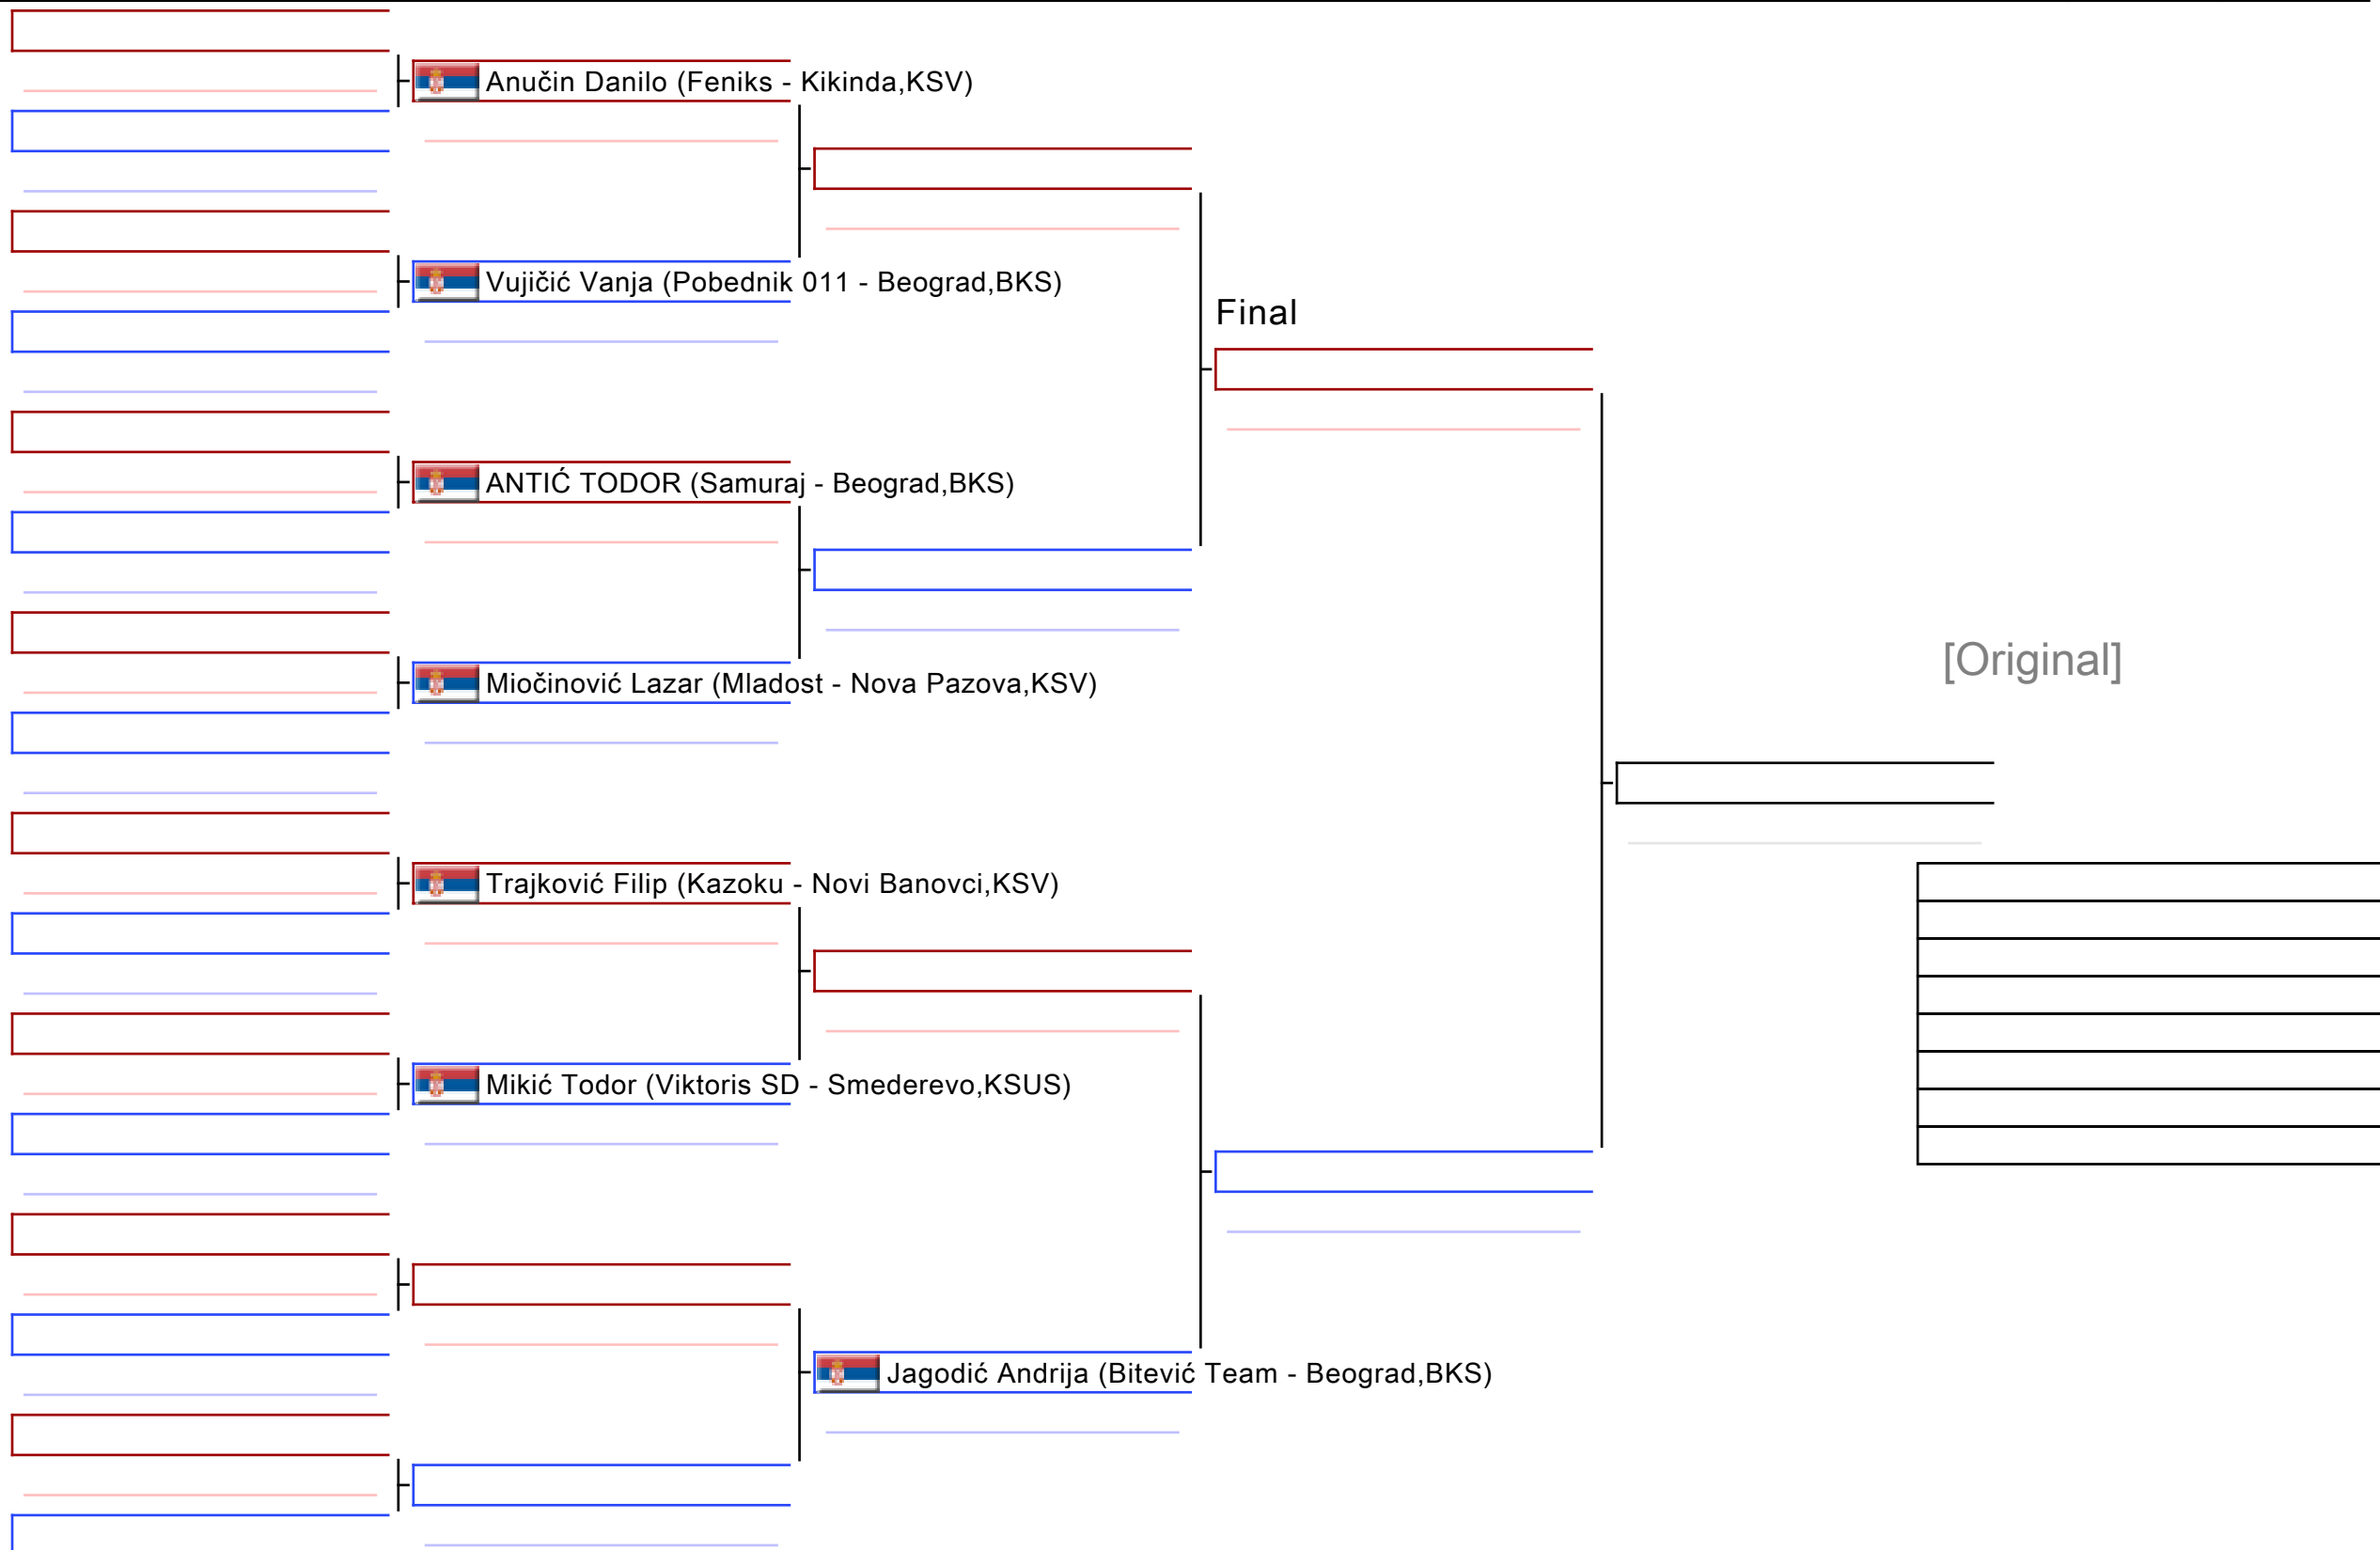 Anučin Danilo (Feniks - Kikinda,KSV)
Vujičić Vanja (Pobednik 011 - Beograd,BKS)
Final
ANTIĆ TODOR (Samuraj - Beograd,BKS)
[Original]
Miočinović Lazar (Mladost - Nova Pazova,KSV)
Trajković Filip (Kazoku - Novi Banovci,KSV)
Mikić Todor (Viktoris SD - Smederevo,KSUS)
Jagodić Andrija (Bitević Team - Beograd,BKS)